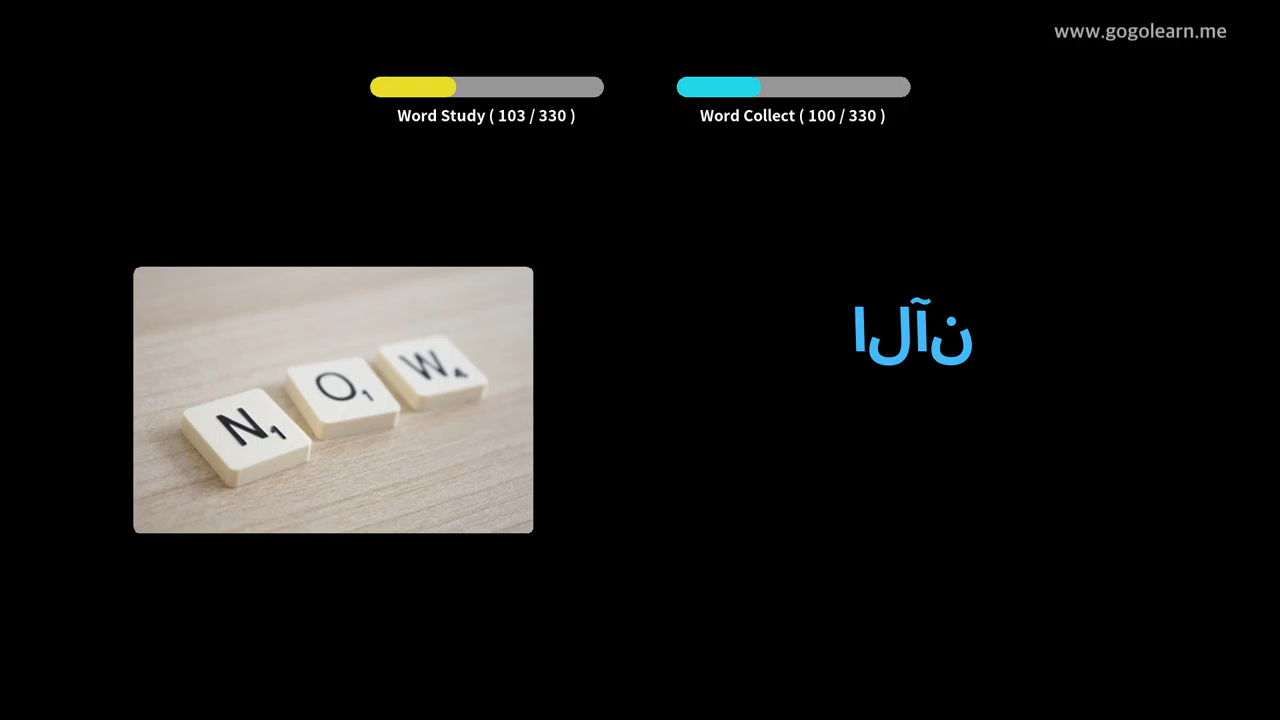 www.gogolearn.me
Word Study ( 103 / 330 )
Word Collect ( 100 / 330 )
N1 O1 W4
الآن